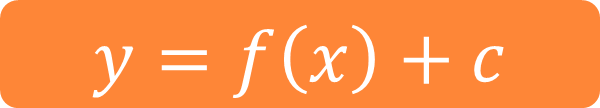 y = f(x) + c